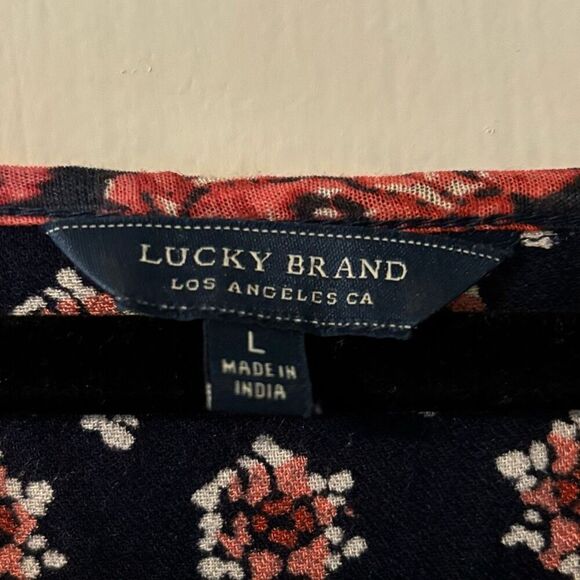 LUCKY BRAND
LOS ANGELES CA
L
MADE IN
INDIA